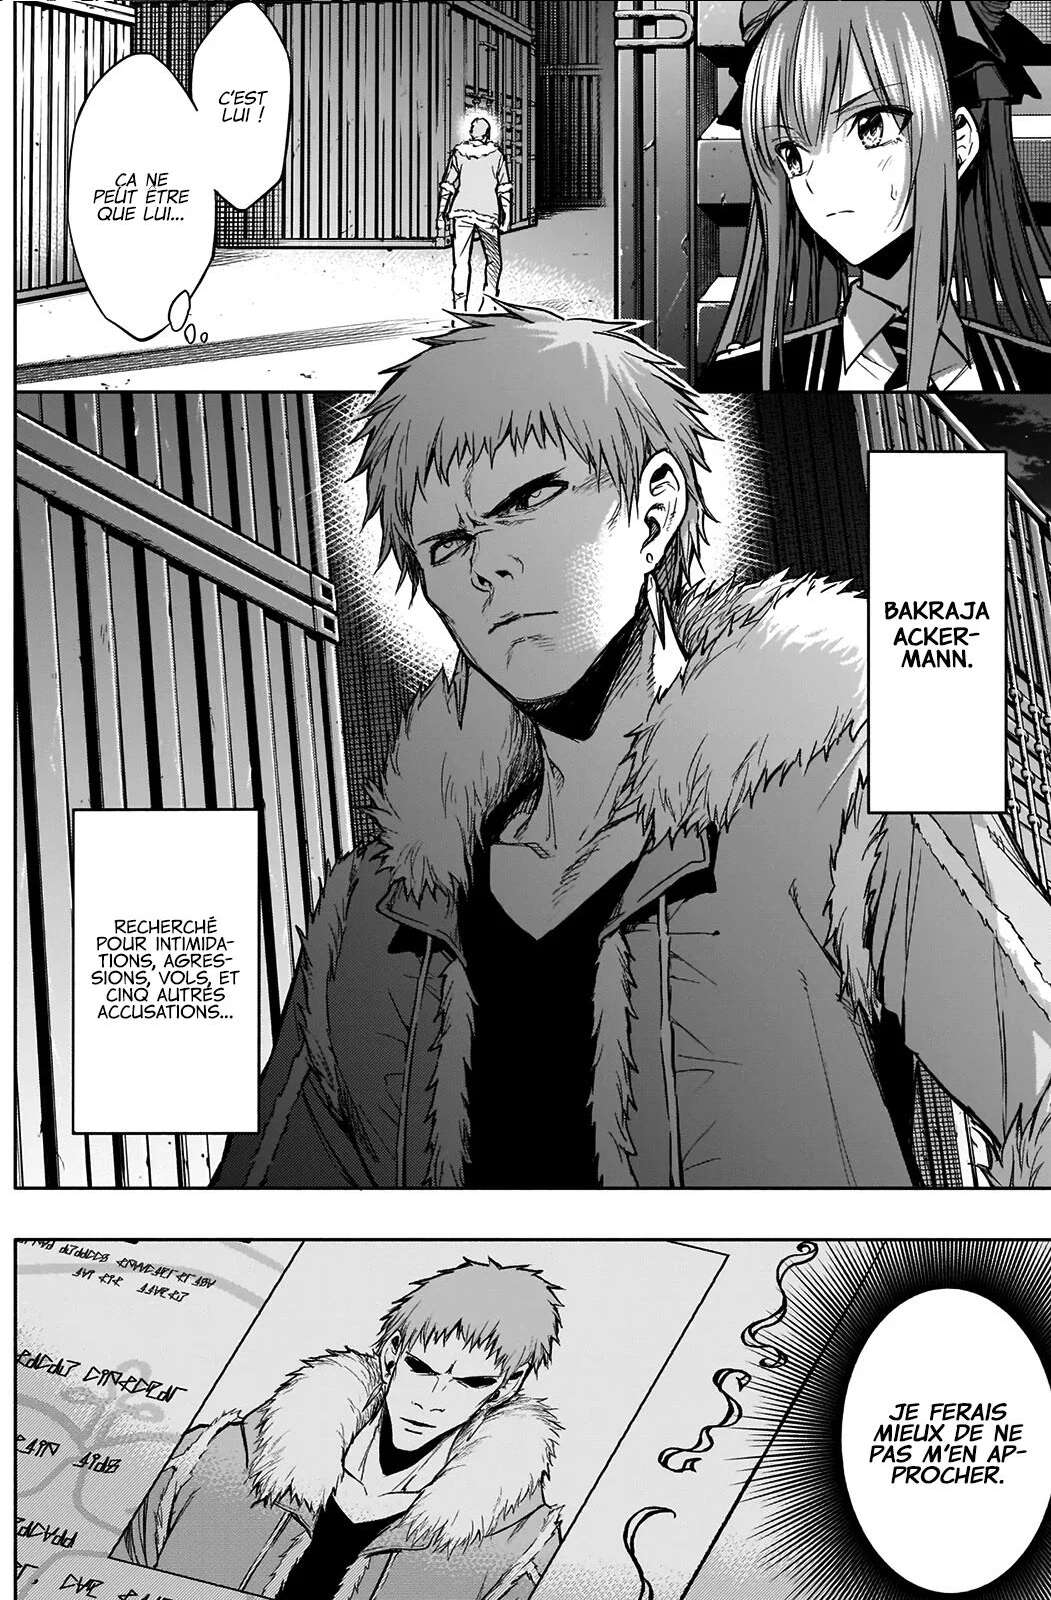 C'EST
LUI !
ÇA NE
PEUT ÊTRE
QUE LUI...
BAKRAJA
ACKER-
MANN.
RECHERCHÉ
POUR INTIMIDA-
TIONS, AGRES-
SIONS, VOLS, ET
CINQ AUTRES
ACCUSATIONS...
JE FERAIS
MIEUX DE NE
PAS M'EN AP-
PROCHER.